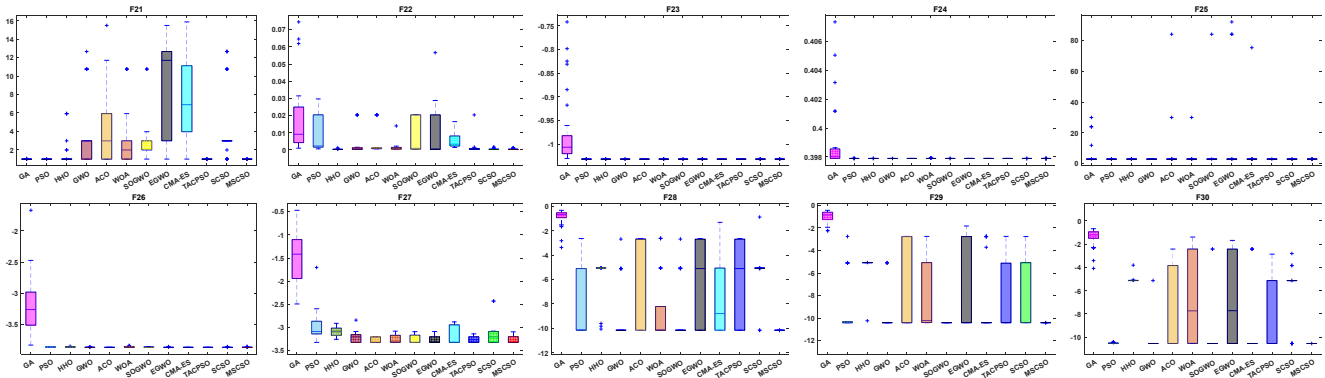 F21 F22 F23 F24 F25
16 0.07 -0.75 0.406 80
14 0.06 -0.8
12 0.05 0.404 60
10 0.04 -0.85
8 0.03 -0.9 0.402 40
6 0.02 -0.95 0.4 20
4 0.01 -1
2 0 0.398 0
GA PSO HHO GWO ACO WOA SOGWO EGWO CMA-ES TACPSO SCSO MSCSO
GA PSO HHO GWO ACO WOA SOGWO EGWO CMA-ES TACPSO SCSO MSCSO
GA PSO HHO GWO ACO WOA SOGWO EGWO CMA-ES TACPSO SCSO MSCSO
GA PSO HHO GWO ACO WOA SOGWO EGWO CMA-ES TACPSO SCSO MSCSO
GA PSO HHO GWO ACO WOA SOGWO EGWO CMA-ES TACPSO SCSO MSCSO
F26 F27 F28 F29 F30
-0.5 0 0 0
-2 -1 -2 -2 -2
-1.5 -4 -4 -4
-2.5 -2 -6 -6 -6
-3 -2.5 -8 -8 -8
-3.5 -3 -10 -10 -10
-3.5 -12 -12
GA PSO HHO GWO ACO WOA SOGWO EGWO CMA-ES TACPSO SCSO MSCSO
GA PSO HHO GWO ACO WOA SOGWO EGWO CMA-ES TACPSO SCSO MSCSO
GA PSO HHO GWO ACO WOA SOGWO EGWO CMA-ES TACPSO SCSO MSCSO
GA PSO HHO GWO ACO WOA SOGWO EGWO CMA-ES TACPSO SCSO MSCSO
GA PSO HHO GWO ACO WOA SOGWO EGWO CMA-ES TACPSO SCSO MSCSO